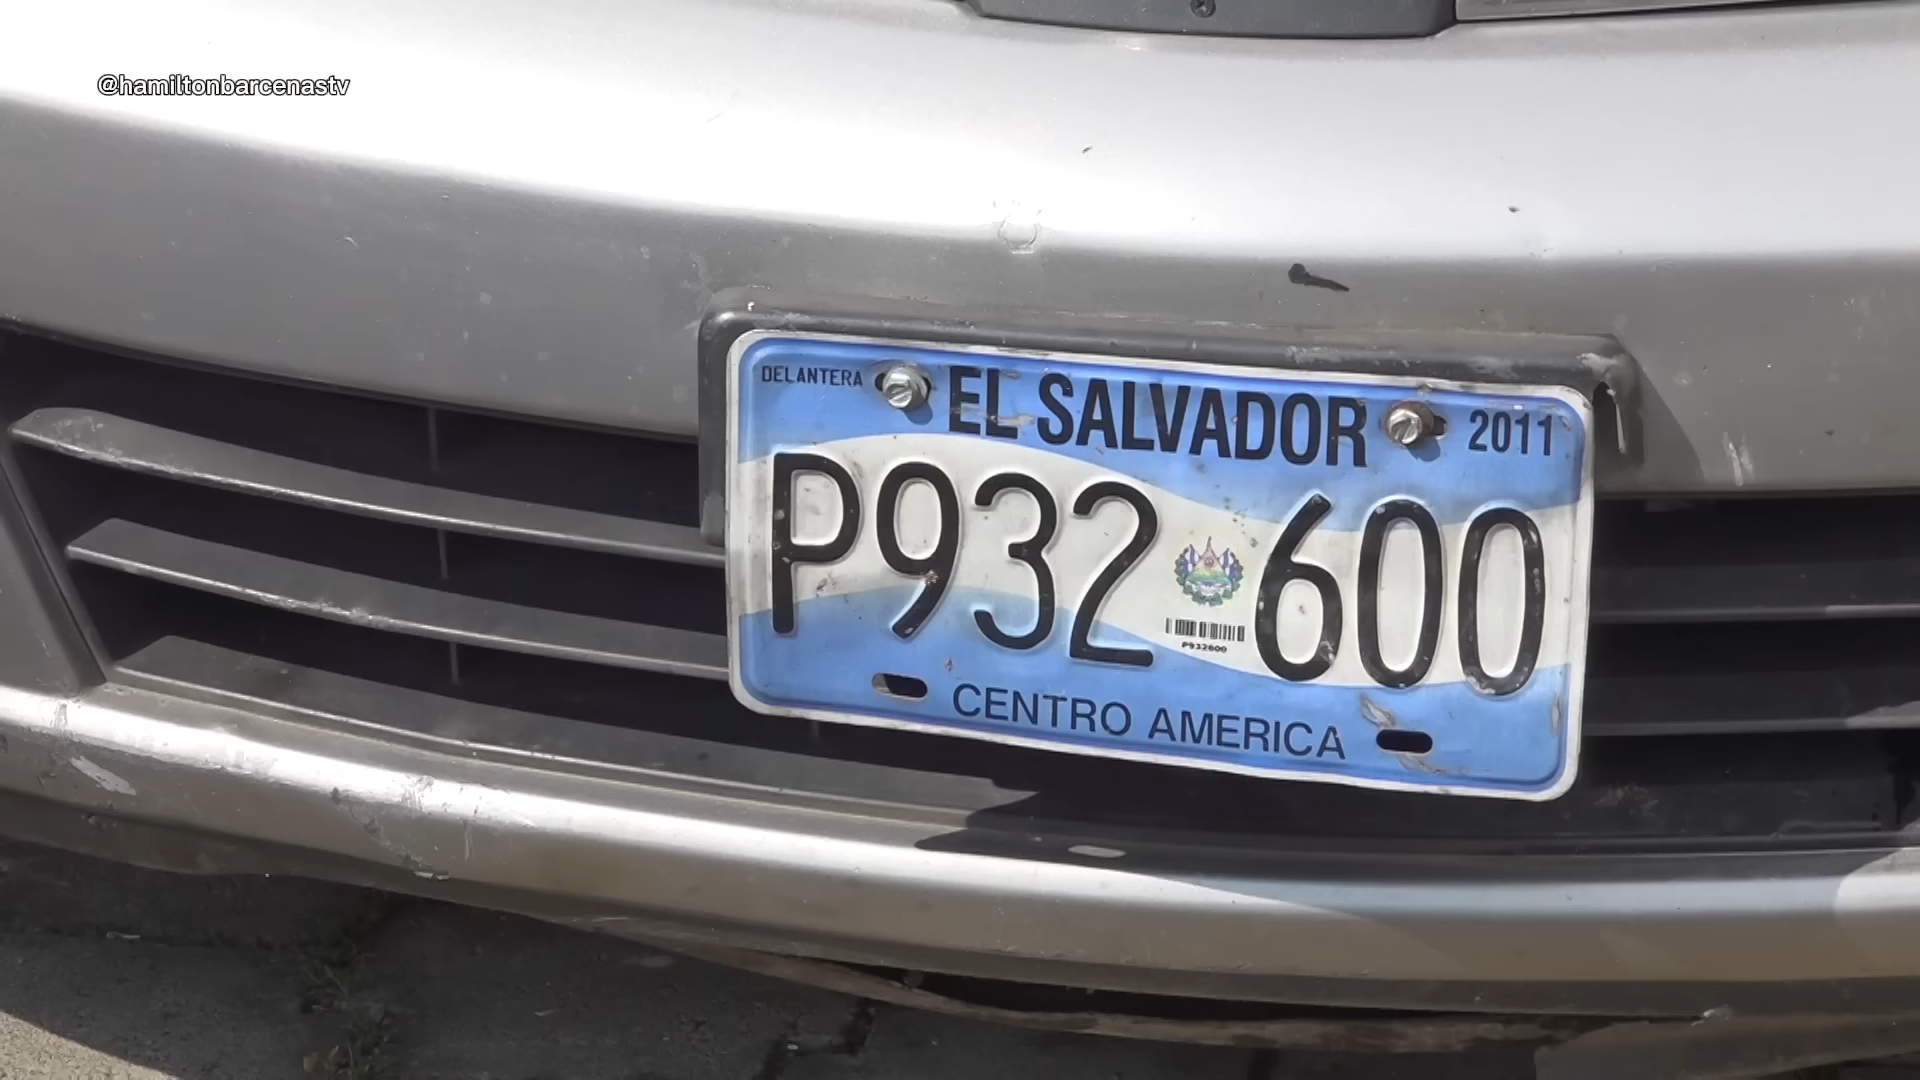 @hamiltonbarcenastv
DELANTERA EL SALVADOR 2011
P932 600
P932600
CENTRO AMERICA